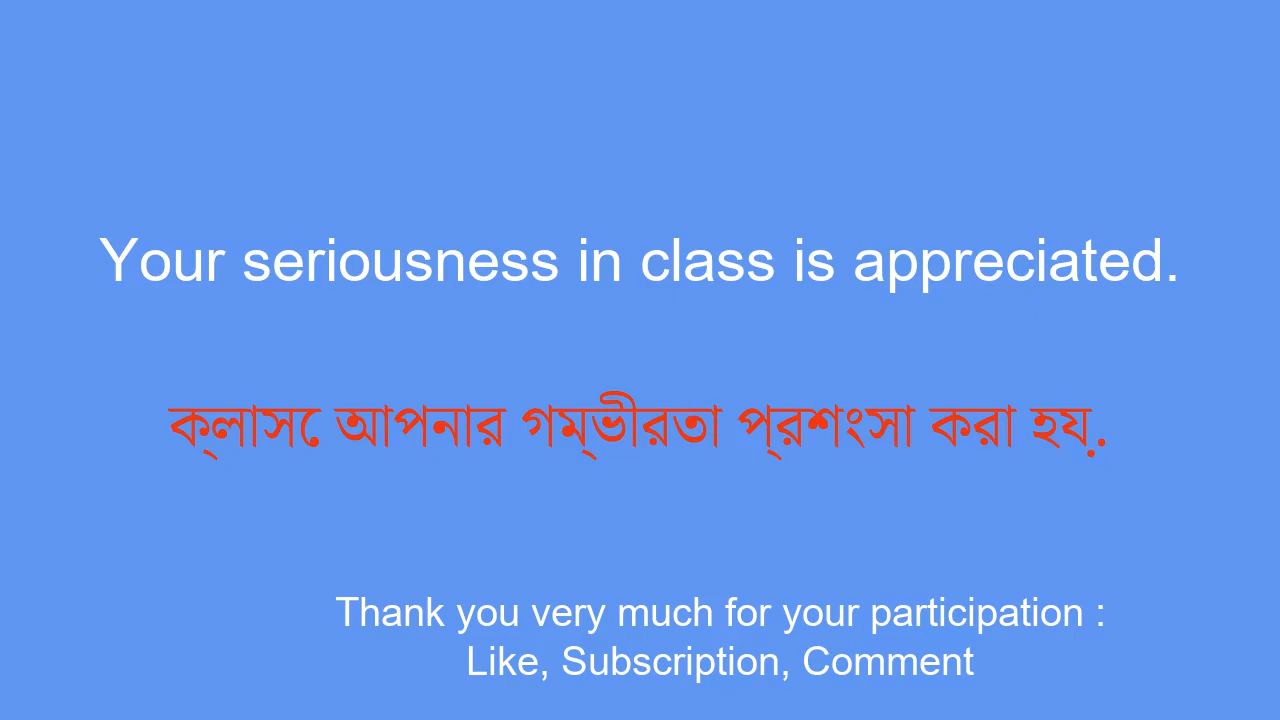 Your seriousness in class is appreciated.
ক্লাসে আপনার গম্ভীরতা প্রশংসা করা হয়.
Thank you very much for your participation :
Like, Subscription, Comment